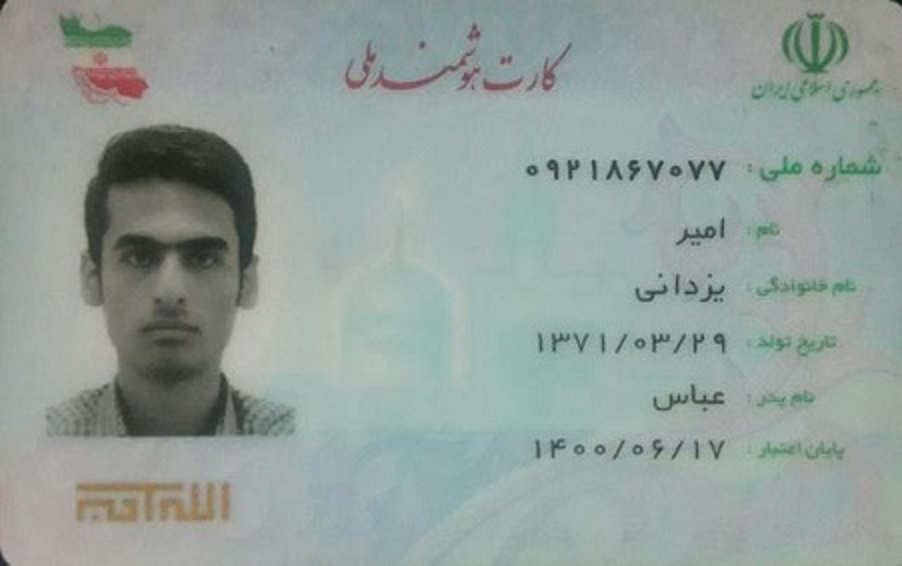 کارت هوشمند ملی
جمهوری اسلامی ایران
شماره ملی : ۰۹۲۱۸۶۷۰۷۷
نام : امیر
نام خانوادگی : یزدانی
تاریخ تولد : ۱۳۷۱/۰۳/۲۹
نام پدر : عباس
پایان اعتبار : ۱۴۰۰/۰۶/۱۷
الله اکبر